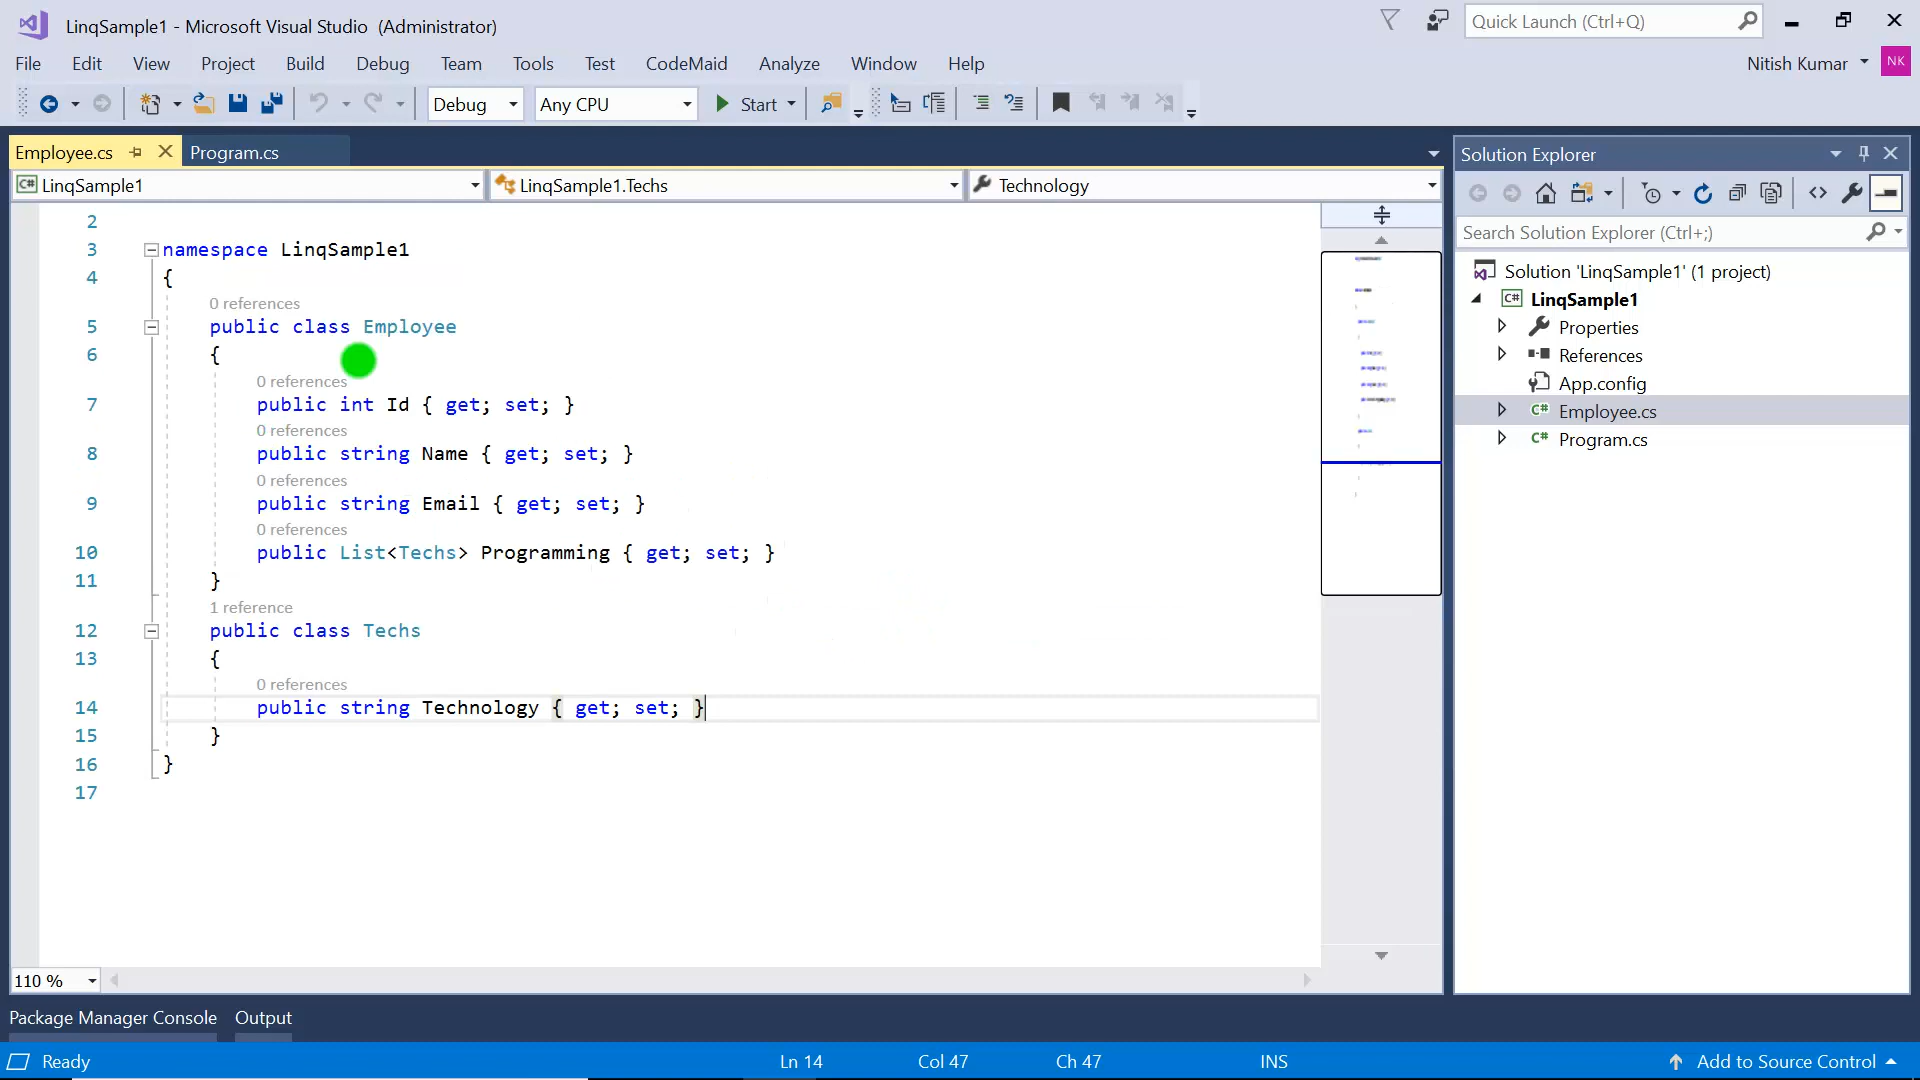 LinqSample1 - Microsoft Visual Studio (Administrator)
Quick Launch (Ctrl+Q)
File Edit View Project Build Debug Team Tools Test CodeMaid Analyze Window Help
Nitish Kumar NK
Debug Any CPU Start
Employee.cs Program.cs
LinqSample1 LinqSample1.Techs Technology
2
3 namespace LinqSample1
4 {
0 references
5 public class Employee
6 {
0 references
7 public int Id { get; set; }
0 references
8 public string Name { get; set; }
0 references
9 public string Email { get; set; }
0 references
10 public List<Techs> Programming { get; set; }
11 }
1 reference
12 public class Techs
13 {
0 references
14 public string Technology { get; set; }
15 }
16 }
17
110 %
Solution Explorer
Search Solution Explorer (Ctrl+;)
Solution 'LinqSample1' (1 project)
C# LinqSample1
Properties
References
App.config
C# Employee.cs
C# Program.cs
Package Manager Console Output
Ready Ln 14 Col 47 Ch 47 INS Add to Source Control